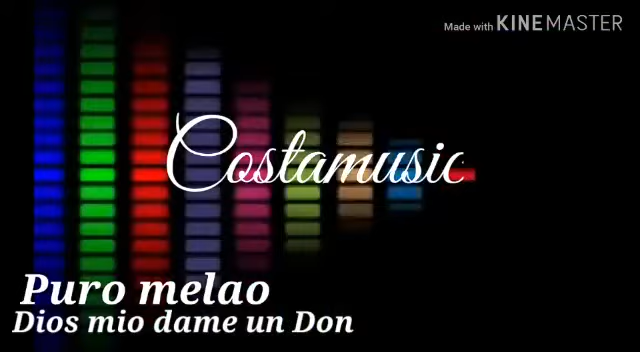 Made with KINEMASTER
Costamusic
Puro melao
Dios mio dame un Don